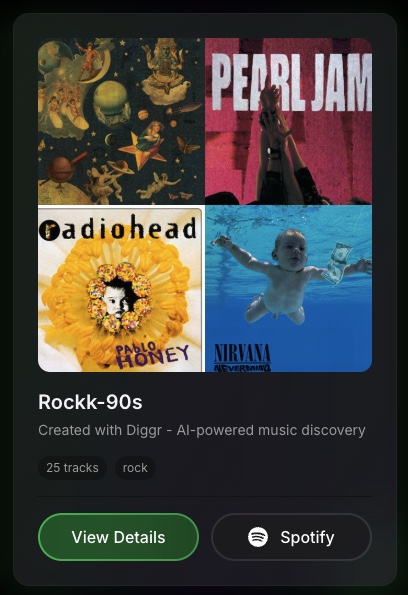 PEARL JAM
radiohead
PABLO
HONEY
NIRVANA
NEVERMIND
Rockk-90s
Created with Diggr - AI-powered music discovery
25 tracks rock
View Details Spotify